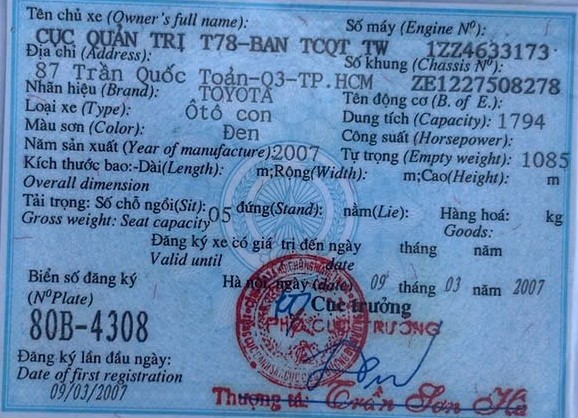 Tên chủ xe (Owner's full name): Số máy (Engine Nº):
CỤC QUẢN TRỊ T78-BAN TCQT TW 1ZZ4633173
Địa chỉ (Address): Số khung (Chassis Nº):
87 Trần Quốc Toản-Q3-TP.HCM ZE1227508278
Nhãn hiệu (Brand): TOYOTA Tên động cơ (B. of E.):
Loại xe (Type): Ôtô con Dung tích (Capacity): 1794
Màu sơn (Color): Đen Công suất (Horsepower):
Năm sản xuất (Year of manufacture): 2007 Tự trọng (Empty weight): 1085
Kích thước bao:-Dài(Length): m;Rộng(Width): m;Cao(Height): m
Overall dimension
Tải trọng: Số chỗ ngồi(Sit): 05 đứng(Stand): nằm(Lie): Hàng hoá: kg
Gross weight: Seat capacity Goods:
Đăng ký xe có giá trị đến ngày tháng năm
Valid until date
Biển số đăng ký Hà nội, ngày (date) 09 tháng 03 năm 2007
(NºPlate) Cục trưởng
80B-4308 PHÓ CỤC TRƯỞNG
Đăng ký lần đầu ngày:
Date of first registration
09/03/2007 Thượng tá: Trần Sơn Hà